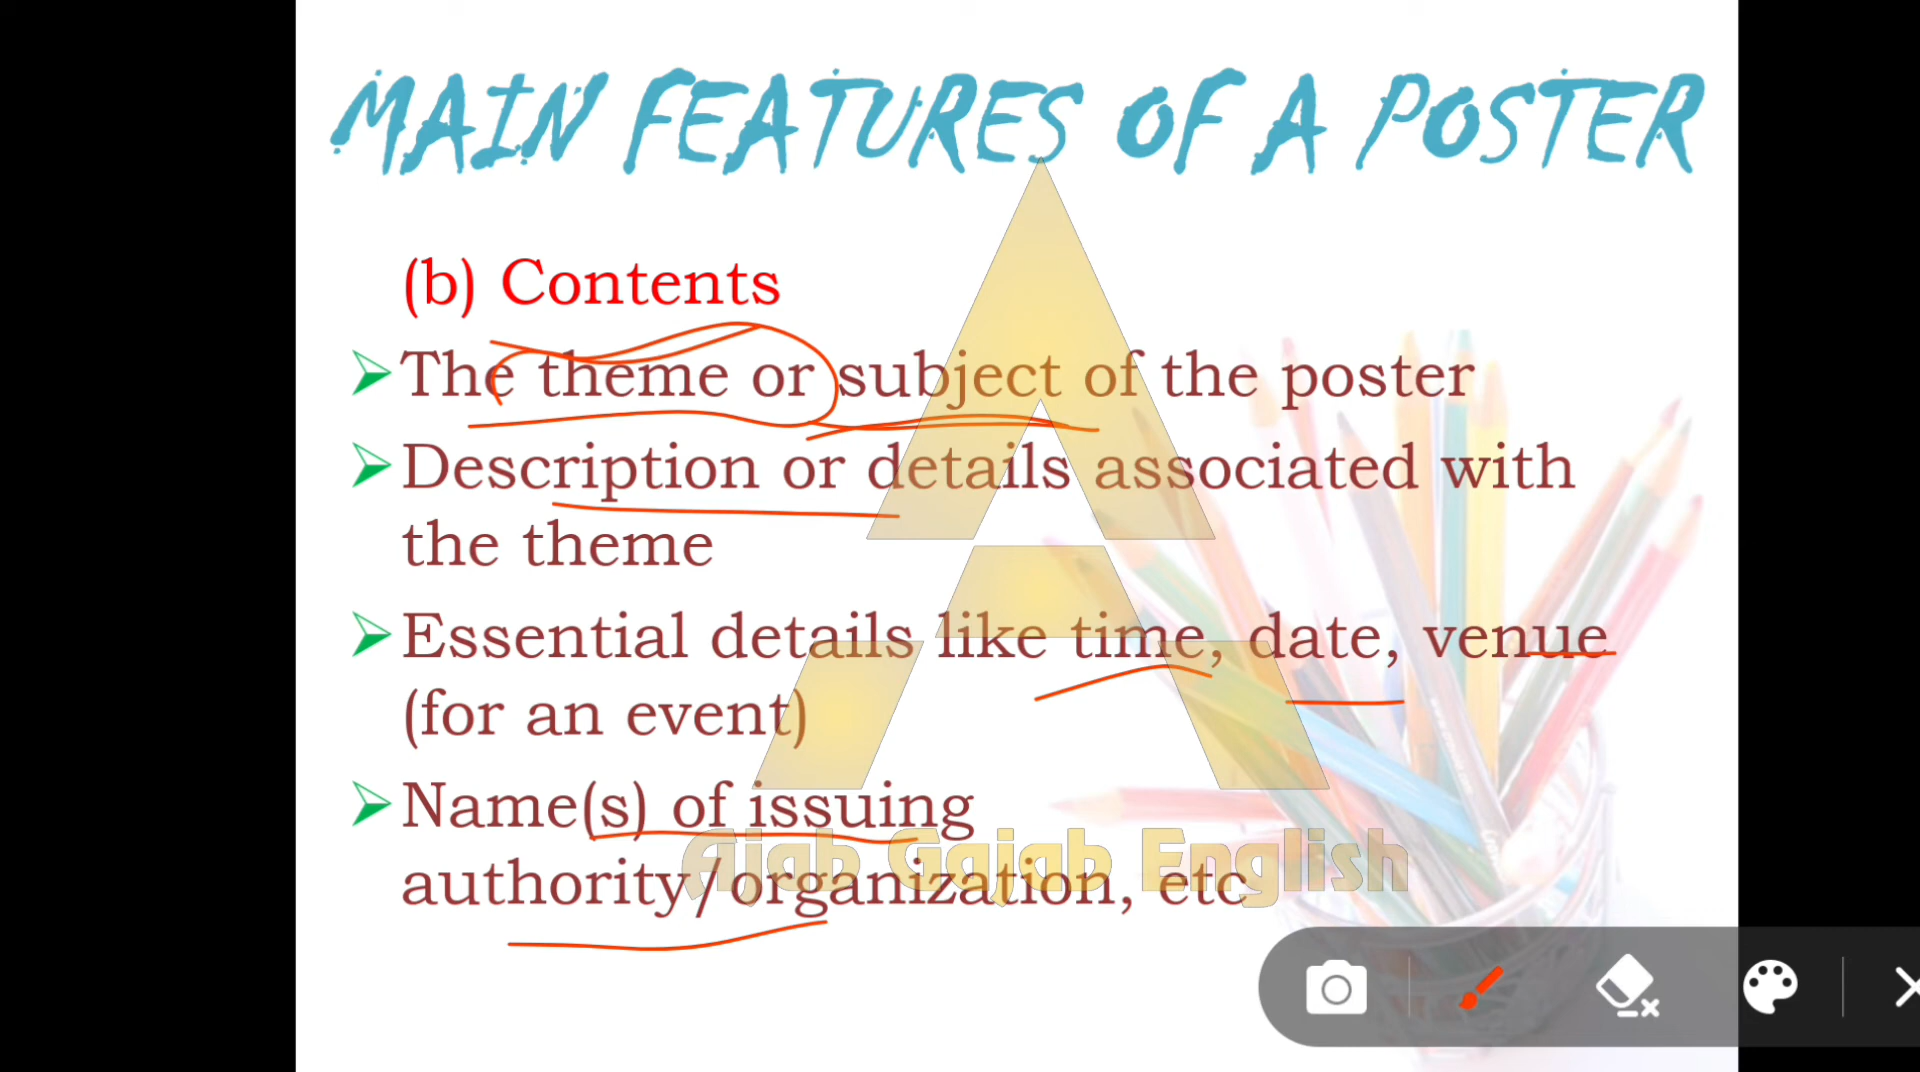 MAIN FEATURES OF A POSTER
(b) Contents
The theme or subject of the poster
Description or details associated with
the theme
Essential details like time, date, venue
(for an event)
Name(s) of issuing
authority/organization, etc
Ajab Gajab English